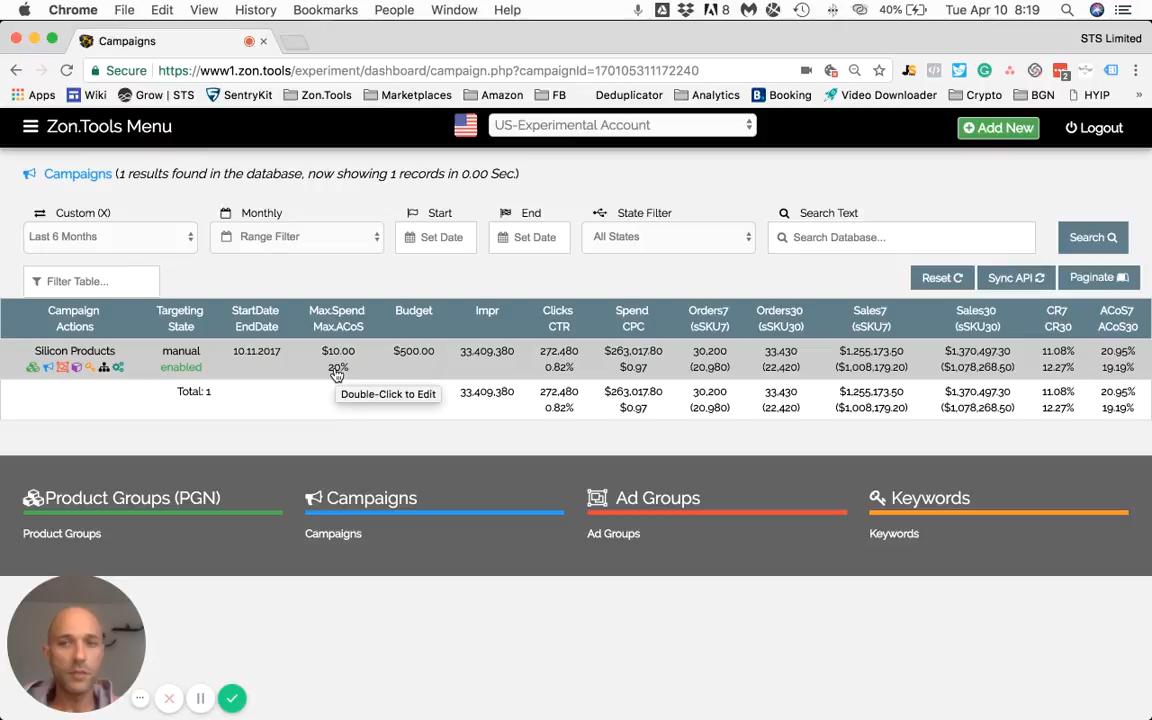 Chrome File Edit View History Bookmarks People Window Help 8 40% Tue Apr 10 8:19
Campaigns STS Limited
Secure https://www1.zon.tools/experiment/dashboard/campaign.php?campaignId=170105311172240 2
Apps Wiki Grow | STS SentryKit Zon.Tools Marketplaces Amazon FB Deduplicator Analytics Booking Video Downloader Crypto BGN HYIP »
Zon.Tools Menu US-Experimental Account Add New Logout
Campaigns (1 results found in the database, now showing 1 records in 0.00 Sec.)
Custom (X) Monthly Start End State Filter Search Text
Last 6 Months Range Filter Set Date Set Date All States Search Database... Search
Filter Table... Reset Sync API Paginate
Campaign Targeting StartDate Max.Spend Budget Impr Clicks Spend Orders7 Orders30 Sales7 Sales30 CR7 ACoS7
Actions State EndDate Max.ACoS CTR CPC (sSKU7) (sSKU30) (sSKU7) (sSKU30) CR30 ACoS30
Silicon Products manual 10.11.2017 $10.00 $500.00 33,409,380 272,480 $263,017.80 30,200 33,430 $1,255,173.50 $1,370,497.30 11.08% 20.95%
enabled 20% 0.82% $0.97 (20,980) (22,420) ($1,008,179.20) ($1,078,268.50) 12.27% 19.19%
Double-Click to Edit
Total: 1 33,409,380 272,480 $263,017.80 30,200 33,430 $1,255,173.50 $1,370,497.30 11.08% 20.95%
0.82% $0.97 (20,980) (22,420) ($1,008,179.20) ($1,078,268.50) 12.27% 19.19%
Product Groups (PGN) Campaigns Ad Groups Keywords
Product Groups Campaigns Ad Groups Keywords